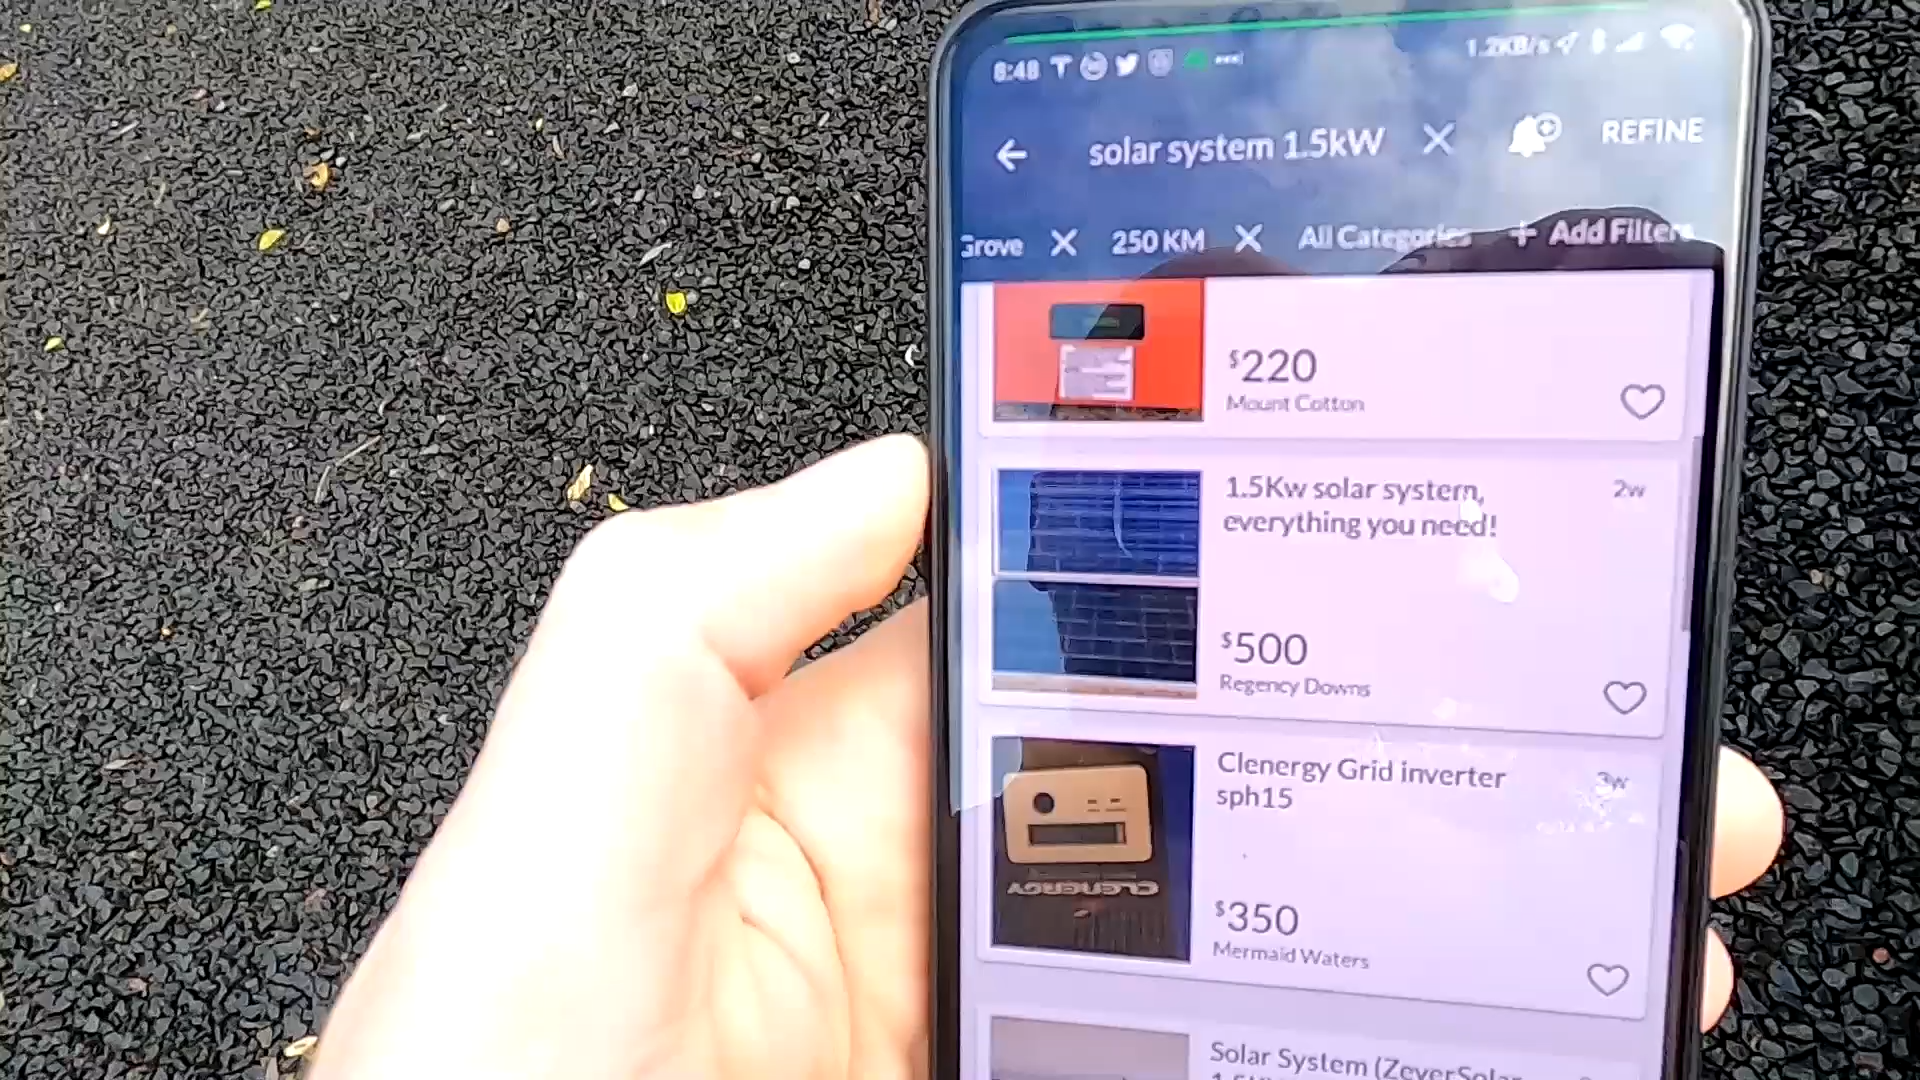 8:48
1.2KB/s
solar system 1.5kW
REFINE
Grove
250 KM
All Categories
+ Add Filters
$220
Mount Cotton
1.5Kw solar system,
everything you need!
2w
$500
Regency Downs
Clenergy Grid inverter
sph15
3w
CLENERGY
$350
Mermaid Waters
Solar System (ZeverSolar